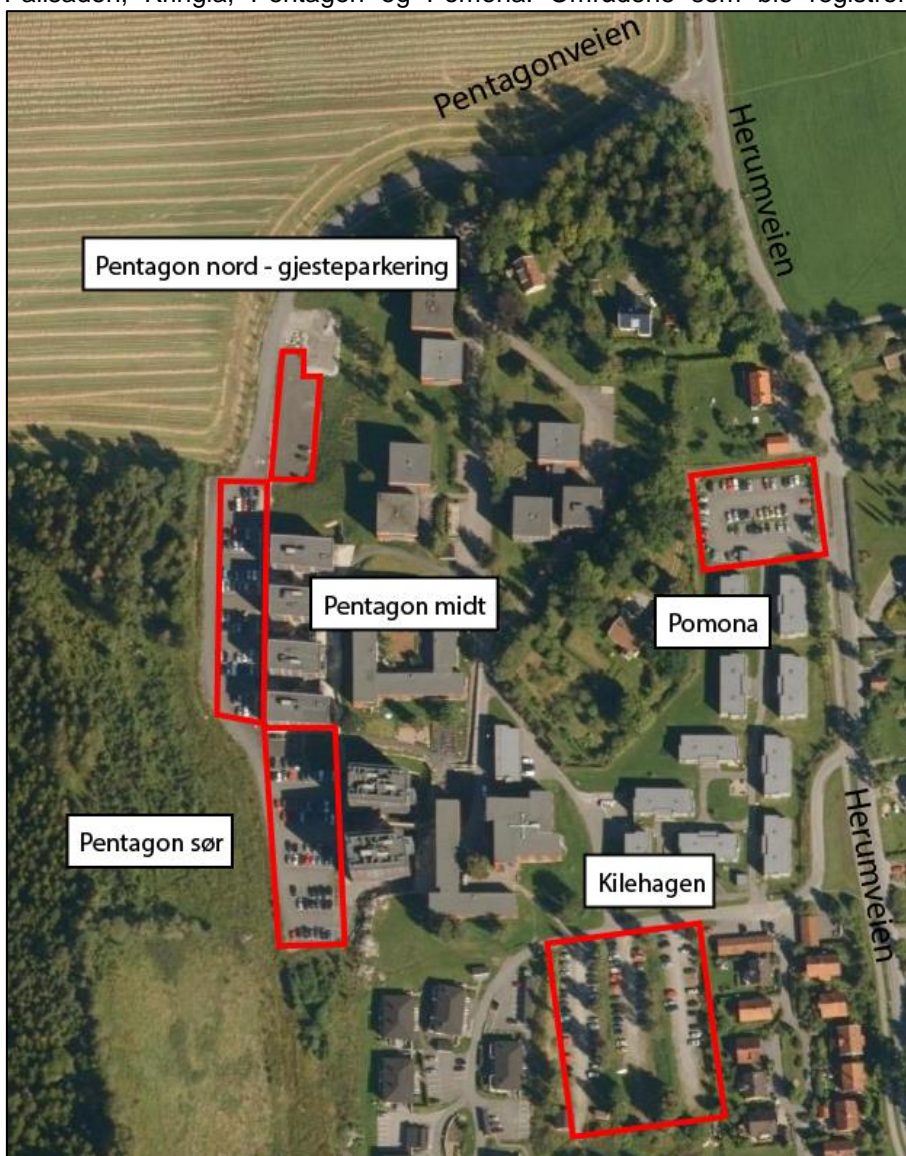 Palisaden, Kringla, Pentagon og Pomona. Områdene som ble registrert
Pentagonveien
Herumveien
Pentagon nord - gjesteparkering
Pentagon midt
Pomona
Pentagon sør
Kilehagen
Herumveien